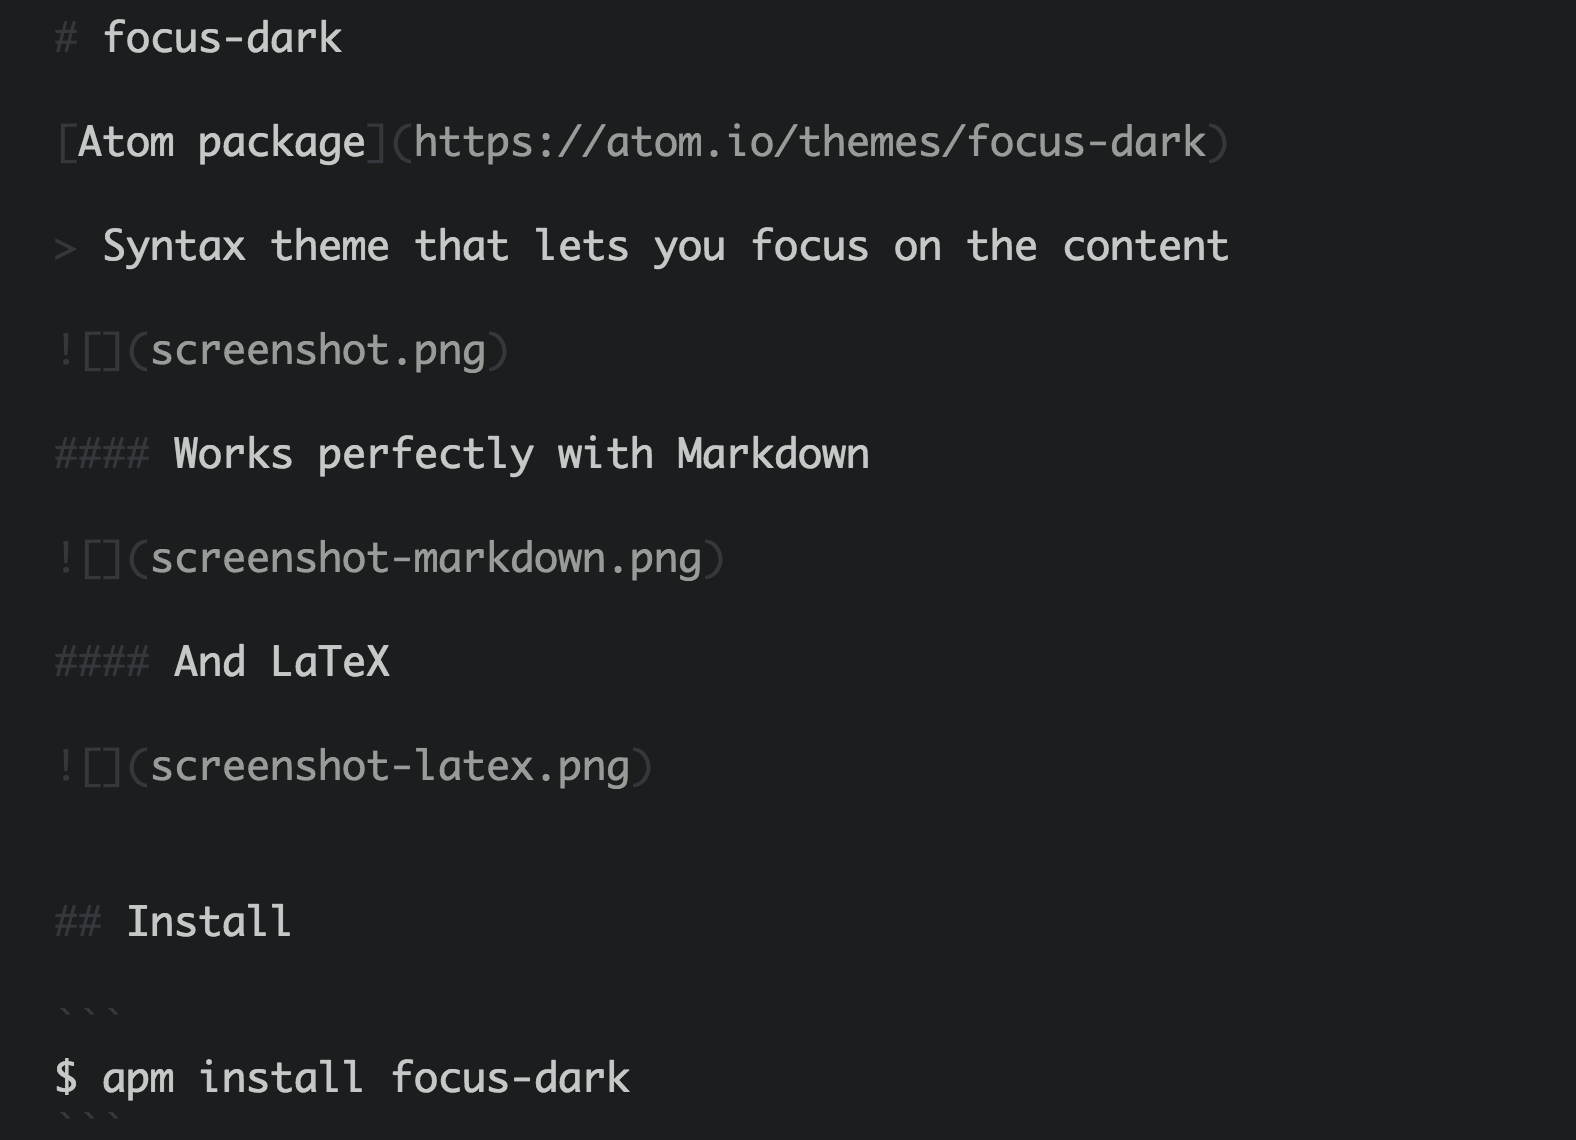 # focus-dark
[Atom package](https://atom.io/themes/focus-dark)
> Syntax theme that lets you focus on the content
![](screenshot.png)
#### Works perfectly with Markdown
![](screenshot-markdown.png)
#### And LaTeX
![](screenshot-latex.png)
## Install
```
$ apm install focus-dark
```